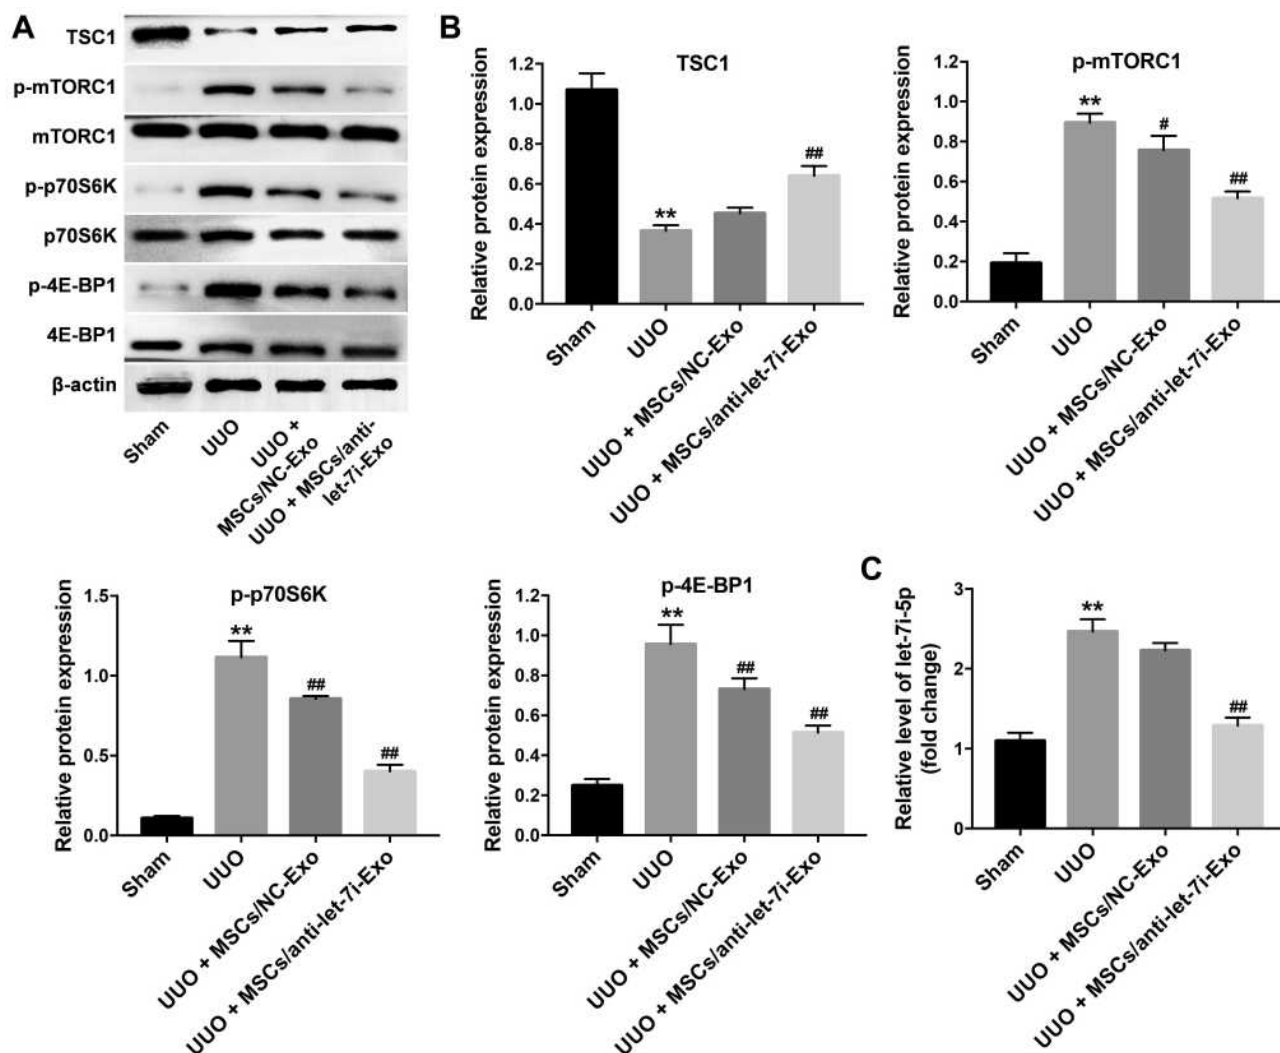 A
TSC1
p-mTORC1
mTORC1
p-p70S6K
p70S6K
p-4E-BP1
4E-BP1
β-actin
Sham
UUO
UUO +
MSCs/NC-Exo
UUO + MSCs/anti-
let-7i-Exo
B
TSC1
Relative protein expression
1.2
1.0
0.8
0.6
0.4
0.2
0.0
**
##
Sham
UUO
UUO + MSCs/NC-Exo
UUO + MSCs/anti-let-7i-Exo
p-mTORC1
Relative protein expression
1.2
1.0
0.8
0.6
0.4
0.2
0.0
**
#
##
Sham
UUO
UUO + MSCs/NC-Exo
UUO + MSCs/anti-let-7i-Exo
p-p70S6K
Relative protein expression
1.5
1.0
0.5
0.0
**
##
##
Sham
UUO
UUO + MSCs/NC-Exo
UUO + MSCs/anti-let-7i-Exo
p-4E-BP1
Relative protein expression
1.2
1.0
0.8
0.6
0.4
0.2
0.0
**
##
##
Sham
UUO
UUO + MSCs/NC-Exo
UUO + MSCs/anti-let-7i-Exo
C
Relative level of let-7i-5p
(fold change)
3
2
1
0
**
##
Sham
UUO
UUO + MSCs/NC-Exo
UUO + MSCs/anti-let-7i-Exo